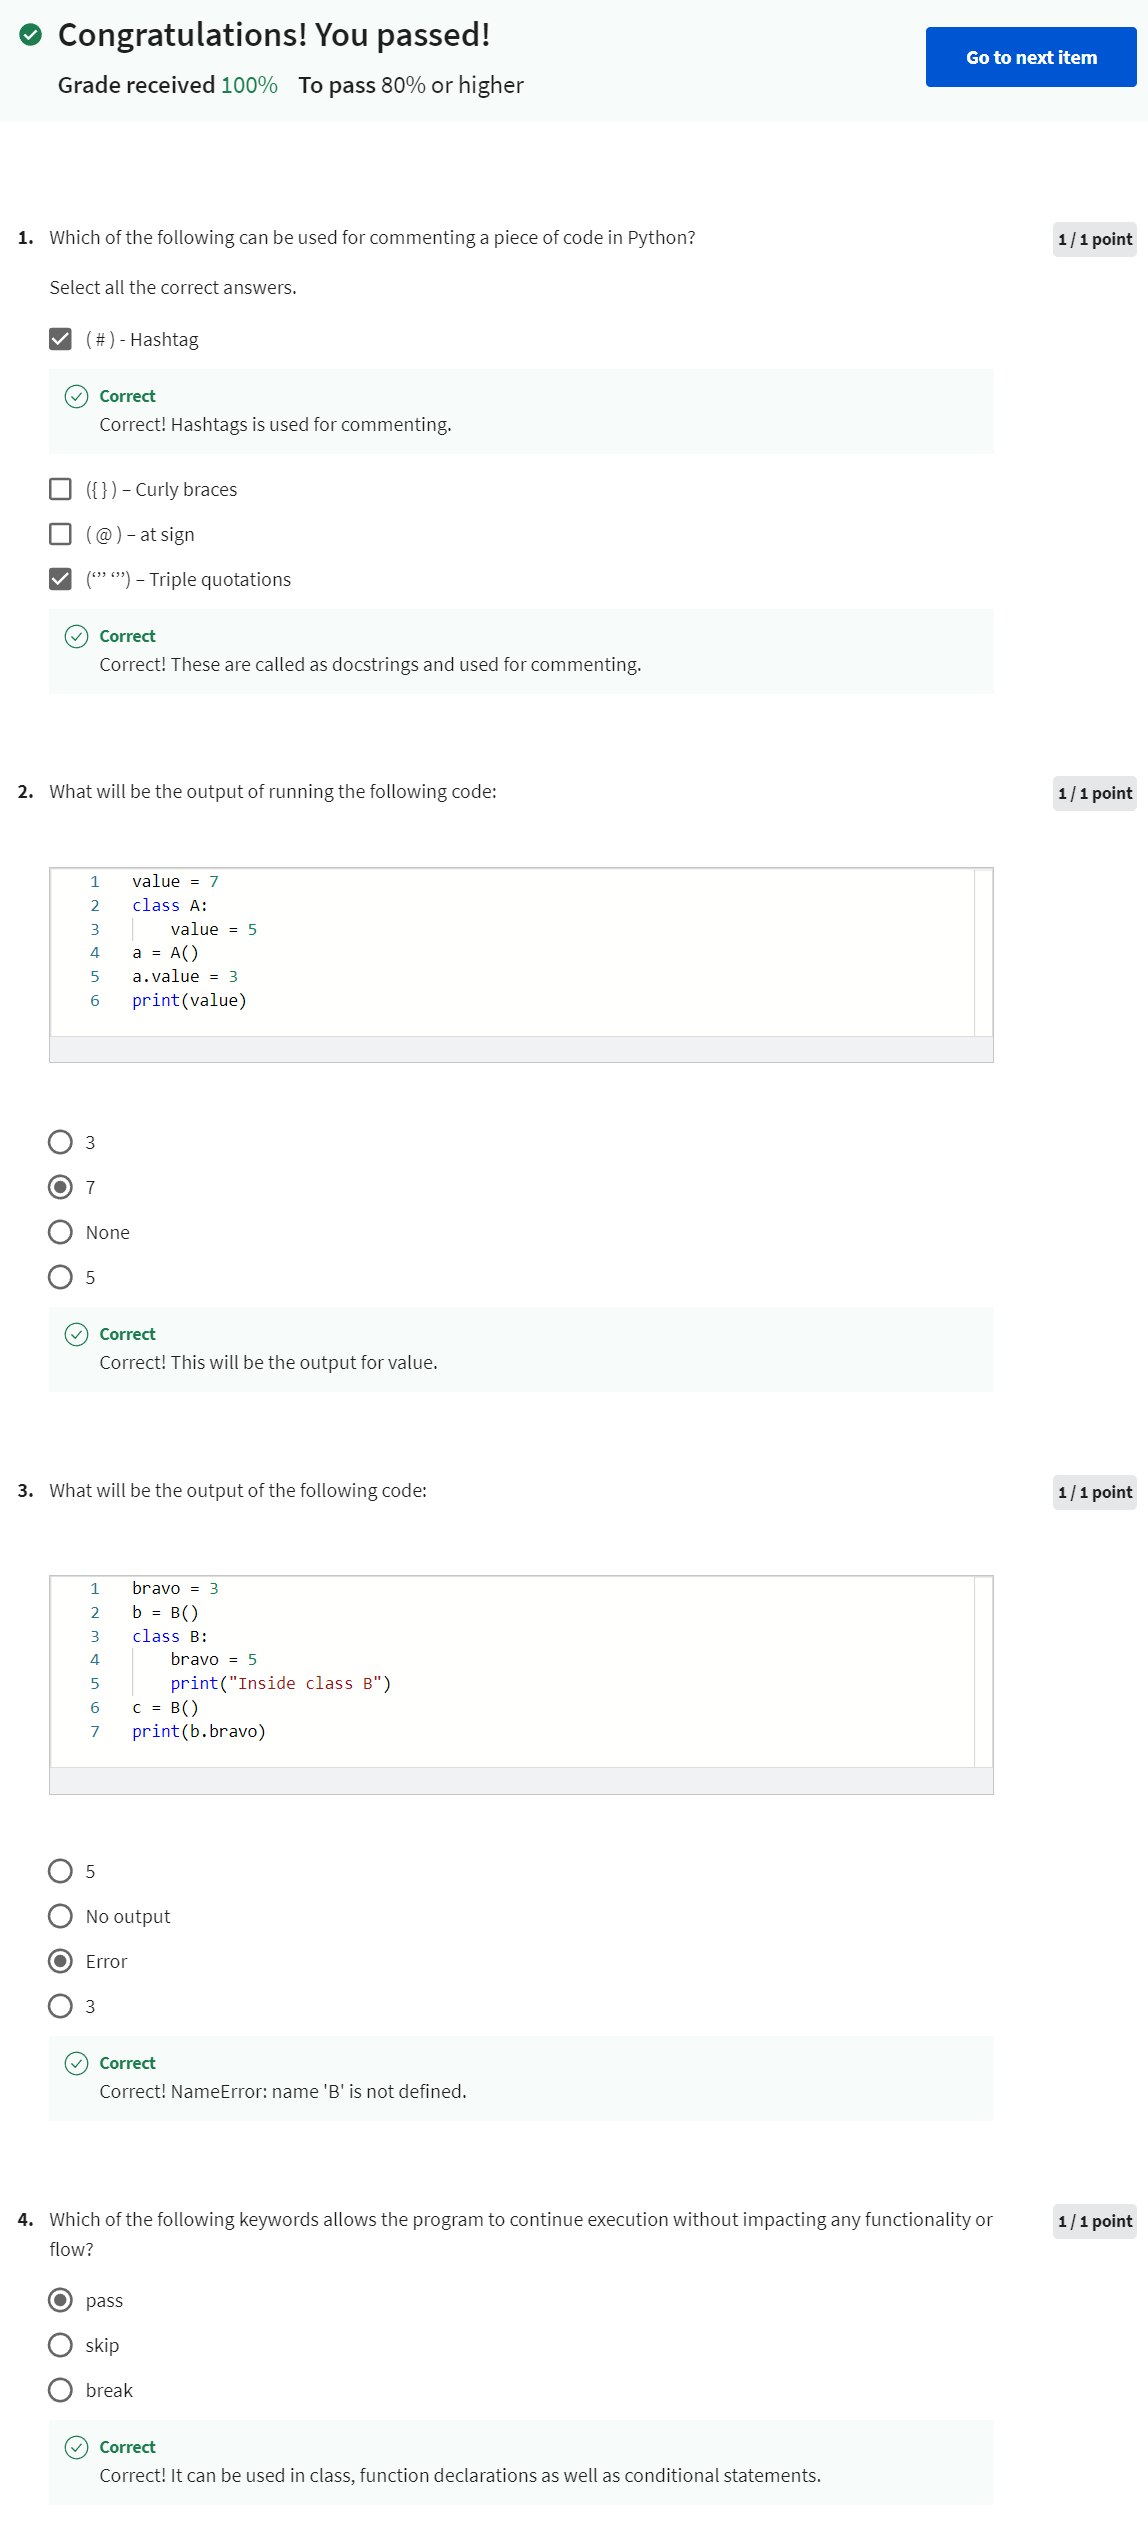 Congratulations! You passed!
Go to next item
Grade received 100% To pass 80% or higher
1. Which of the following can be used for commenting a piece of code in Python?
1 / 1 point
Select all the correct answers.
( # ) - Hashtag
Correct
Correct! Hashtags is used for commenting.
({ } ) – Curly braces
( @ ) – at sign
(‘’’ ‘’’) – Triple quotations
Correct
Correct! These are called as docstrings and used for commenting.
2. What will be the output of running the following code:
1 / 1 point
1 value = 7
2 class A:
3     value = 5
4 a = A()
5 a.value = 3
6 print(value)
3
7
None
5
Correct
Correct! This will be the output for value.
3. What will be the output of the following code:
1 / 1 point
1 bravo = 3
2 b = B()
3 class B:
4     bravo = 5
5     print("Inside class B")
6 c = B()
7 print(b.bravo)
5
No output
Error
3
Correct
Correct! NameError: name 'B' is not defined.
4. Which of the following keywords allows the program to continue execution without impacting any functionality or
flow?
1 / 1 point
pass
skip
break
Correct
Correct! It can be used in class, function declarations as well as conditional statements.